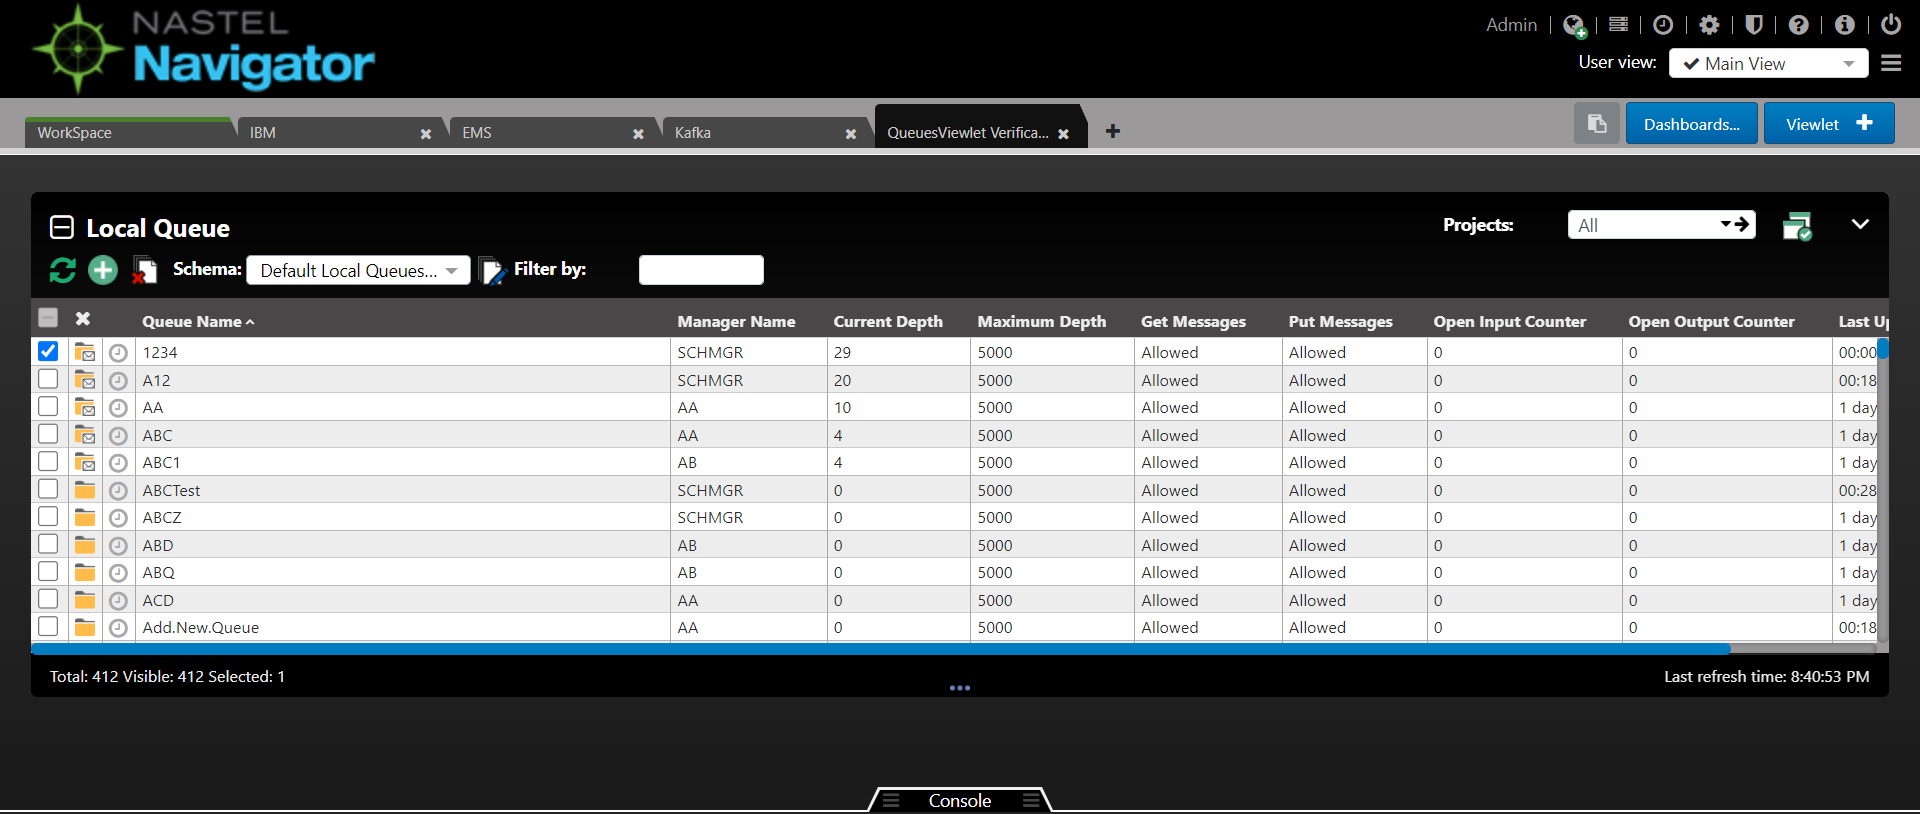 NASTEL
Navigator
Admin
User view: Main View
WorkSpace IBM EMS Kafka QueuesViewlet Verifica...
Dashboards... Viewlet
Local Queue
Projects: All
Schema: Default Local Queues... Filter by:
Queue Name Manager Name Current Depth Maximum Depth Get Messages Put Messages Open Input Counter Open Output Counter Last Up
1234 SCHMGR 29 5000 Allowed Allowed 0 0 00:00
A12 SCHMGR 20 5000 Allowed Allowed 0 0 00:18
AA AA 10 5000 Allowed Allowed 0 0 1 day
ABC AA 4 5000 Allowed Allowed 0 0 1 day
ABC1 AB 4 5000 Allowed Allowed 0 0 1 day
ABCTest SCHMGR 0 5000 Allowed Allowed 0 0 00:28
ABCZ SCHMGR 0 5000 Allowed Allowed 0 0 1 day
ABD AB 0 5000 Allowed Allowed 0 0 1 day
ABQ AB 0 5000 Allowed Allowed 0 0 1 day
ACD AA 0 5000 Allowed Allowed 0 0 1 day
Add.New.Queue AA 0 5000 Allowed Allowed 0 0 00:18
Total: 412 Visible: 412 Selected: 1
Last refresh time: 8:40:53 PM
Console